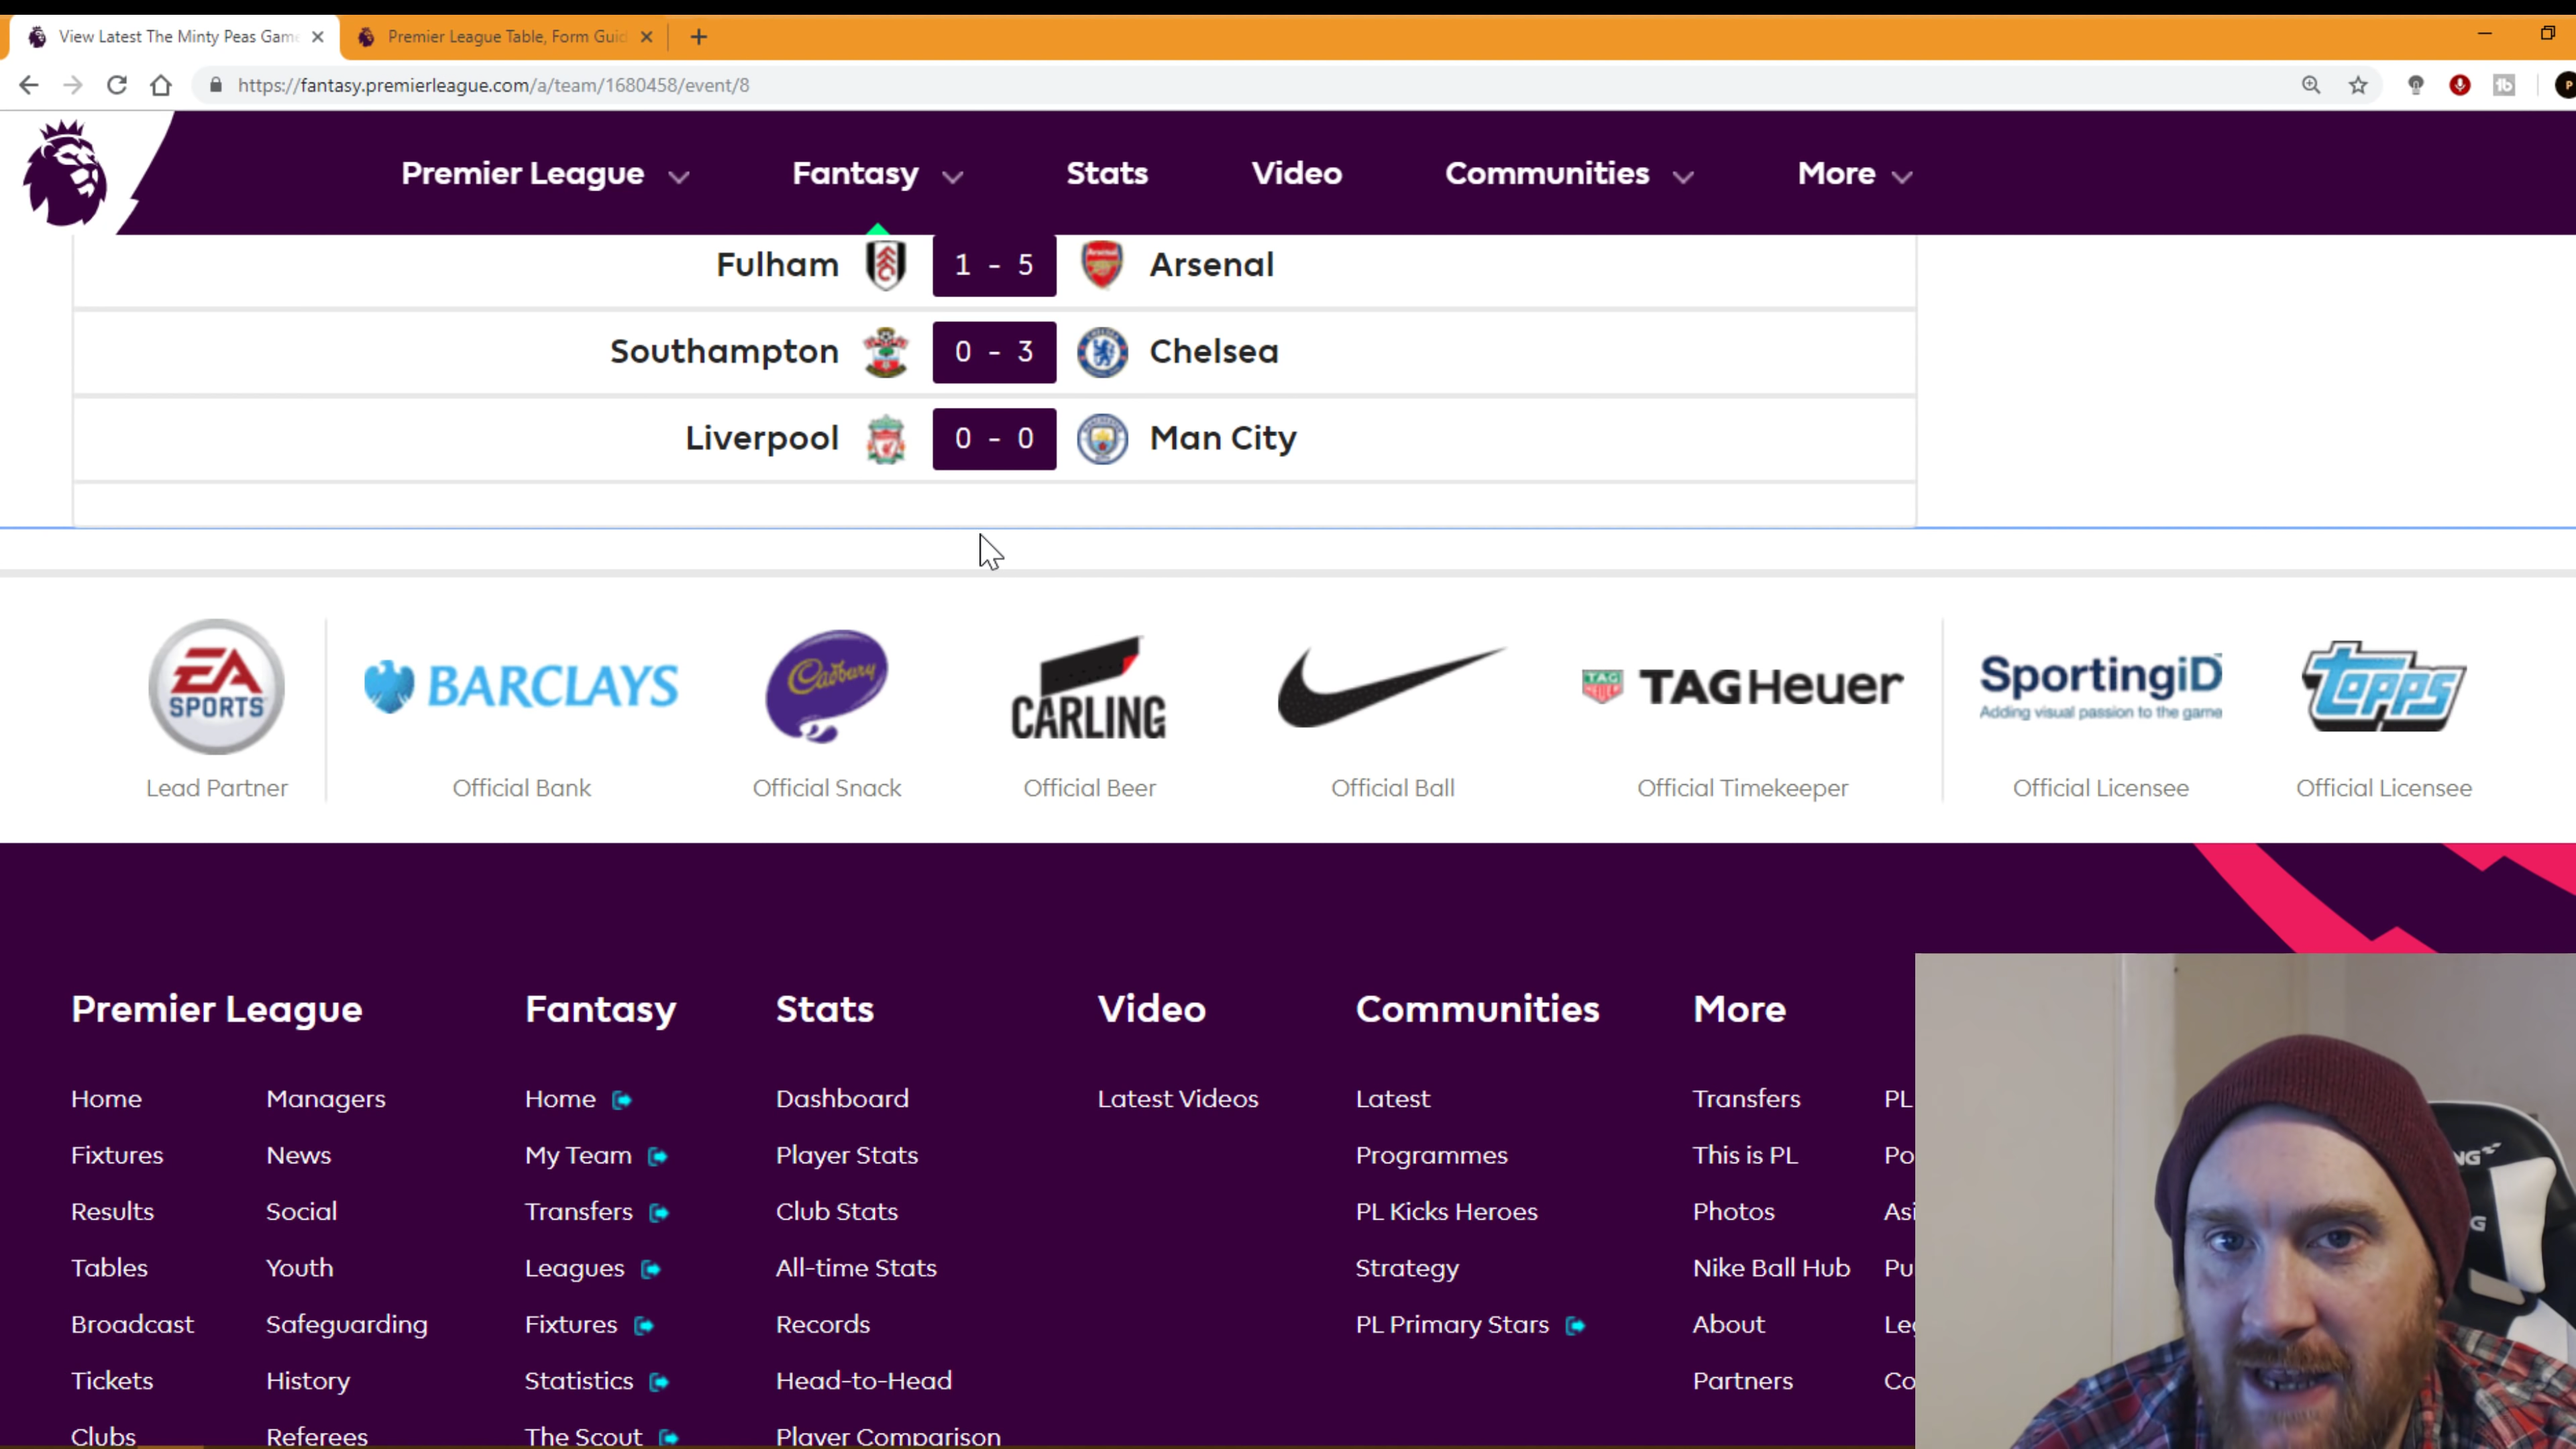 View Latest The Minty Peas Gam
Premier League Table, Form Guid
https://fantasy.premierleague.com/a/team/1680458/event/8
Premier League Fantasy Stats Video Communities More
Fulham 1 - 5 Arsenal
Southampton 0 - 3 Chelsea
Liverpool 0 - 0 Man City
EA SPORTS BARCLAYS Cadbury CARLING TAG TAGHeuer SportingiD topps
Adding visual passion to the game
Lead Partner Official Bank Official Snack Official Beer Official Ball Official Timekeeper Official Licensee Official Licensee
Premier League Fantasy Stats Video Communities More
Home Managers Home Dashboard Latest Videos Latest Transfers PL
Fixtures News My Team Player Stats Programmes This is PL Po
Results Social Transfers Club Stats PL Kicks Heroes Photos Asi
Tables Youth Leagues All-time Stats Strategy Nike Ball Hub Pu
Broadcast Safeguarding Fixtures Records PL Primary Stars About Le
Tickets History Statistics Head-to-Head Partners Co
Clubs Referees The Scout Player Comparison